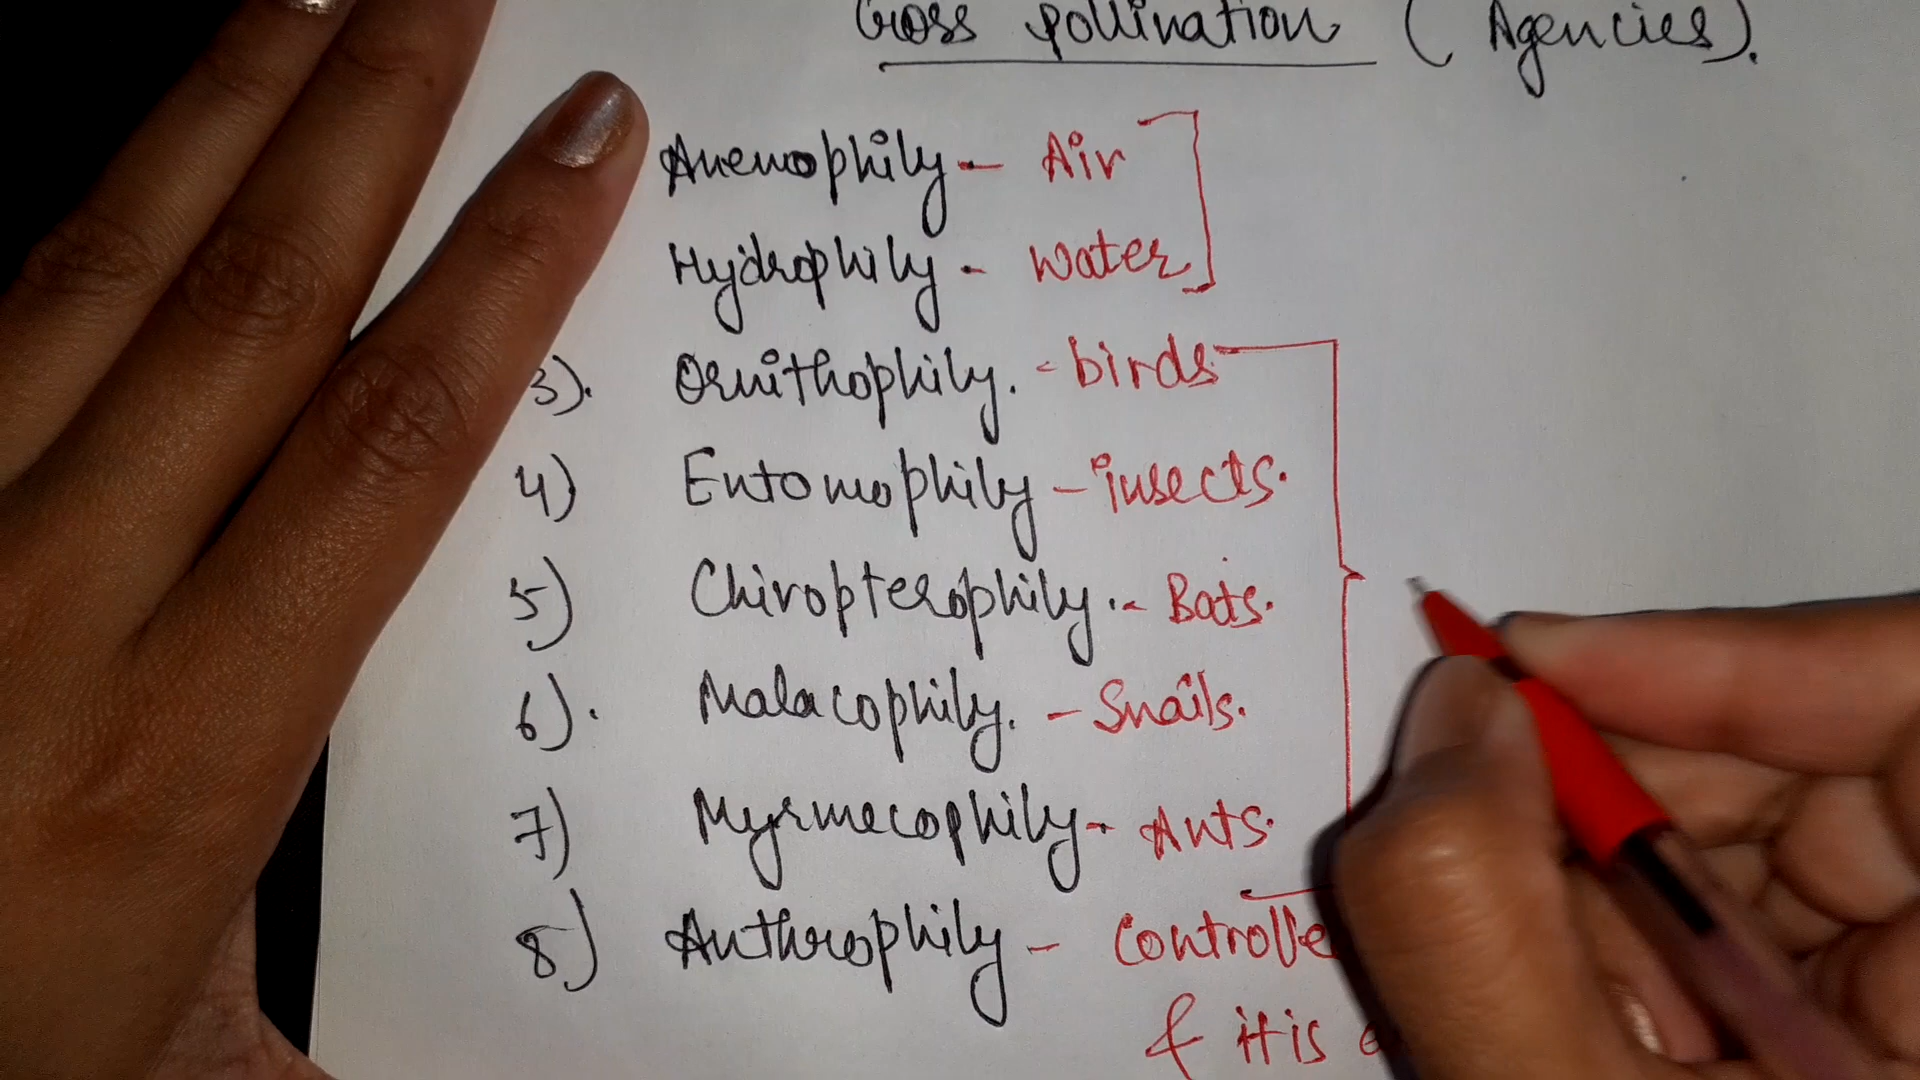 Cross pollination (Agencies).
Anemophily - Air
Hydrophily - Water
3). Ornithophily. - birds
4) Entomophily - insects.
5) Chiropterophily. - Bats.
6). Malacophily. - Snails.
7) Myrmecophily - Ants.
8) Anthrophily - Controlle
& it is